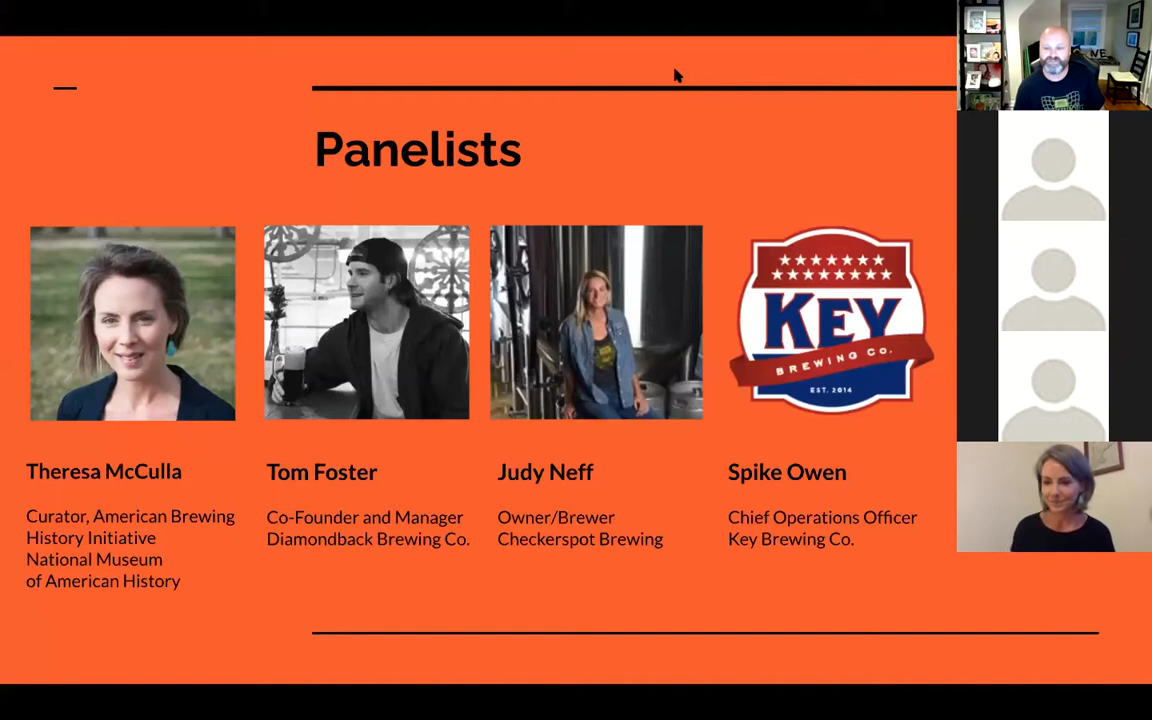 Panelists
KEY
BREWING Co.
EST. 2014
Theresa McCulla
Curator, American Brewing
History Initiative
National Museum
of American History
Tom Foster
Co-Founder and Manager
Diamondback Brewing Co.
Judy Neff
Owner/Brewer
Checkerspot Brewing
Spike Owen
Chief Operations Officer
Key Brewing Co.